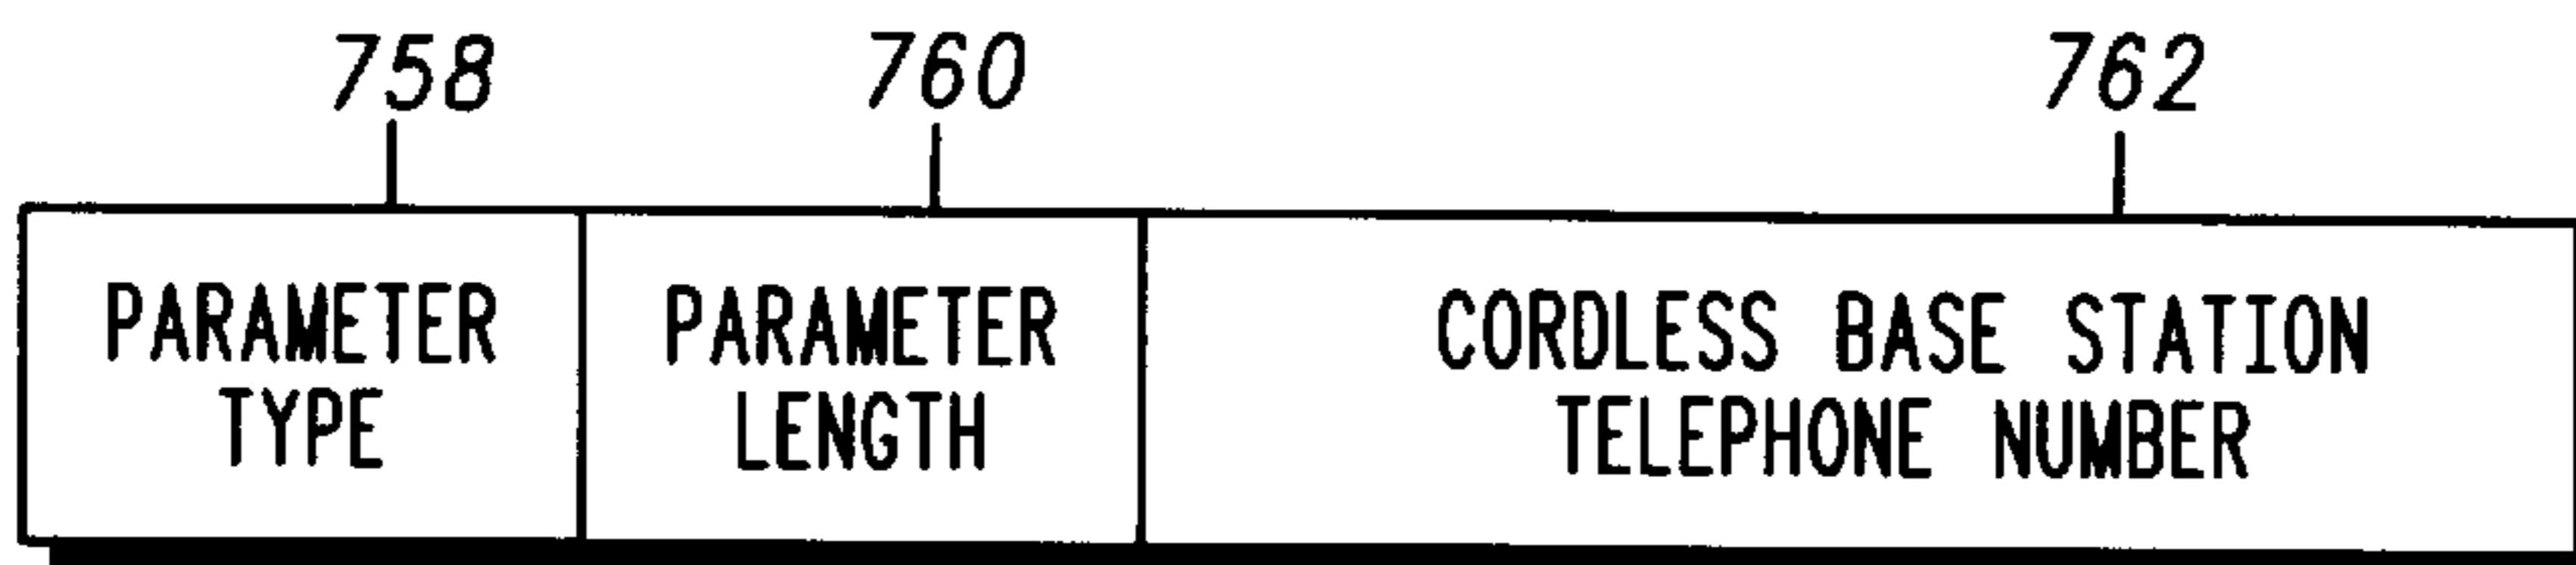 758 760 762
PARAMETER TYPE
PARAMETER LENGTH
CORDLESS BASE STATION
TELEPHONE NUMBER